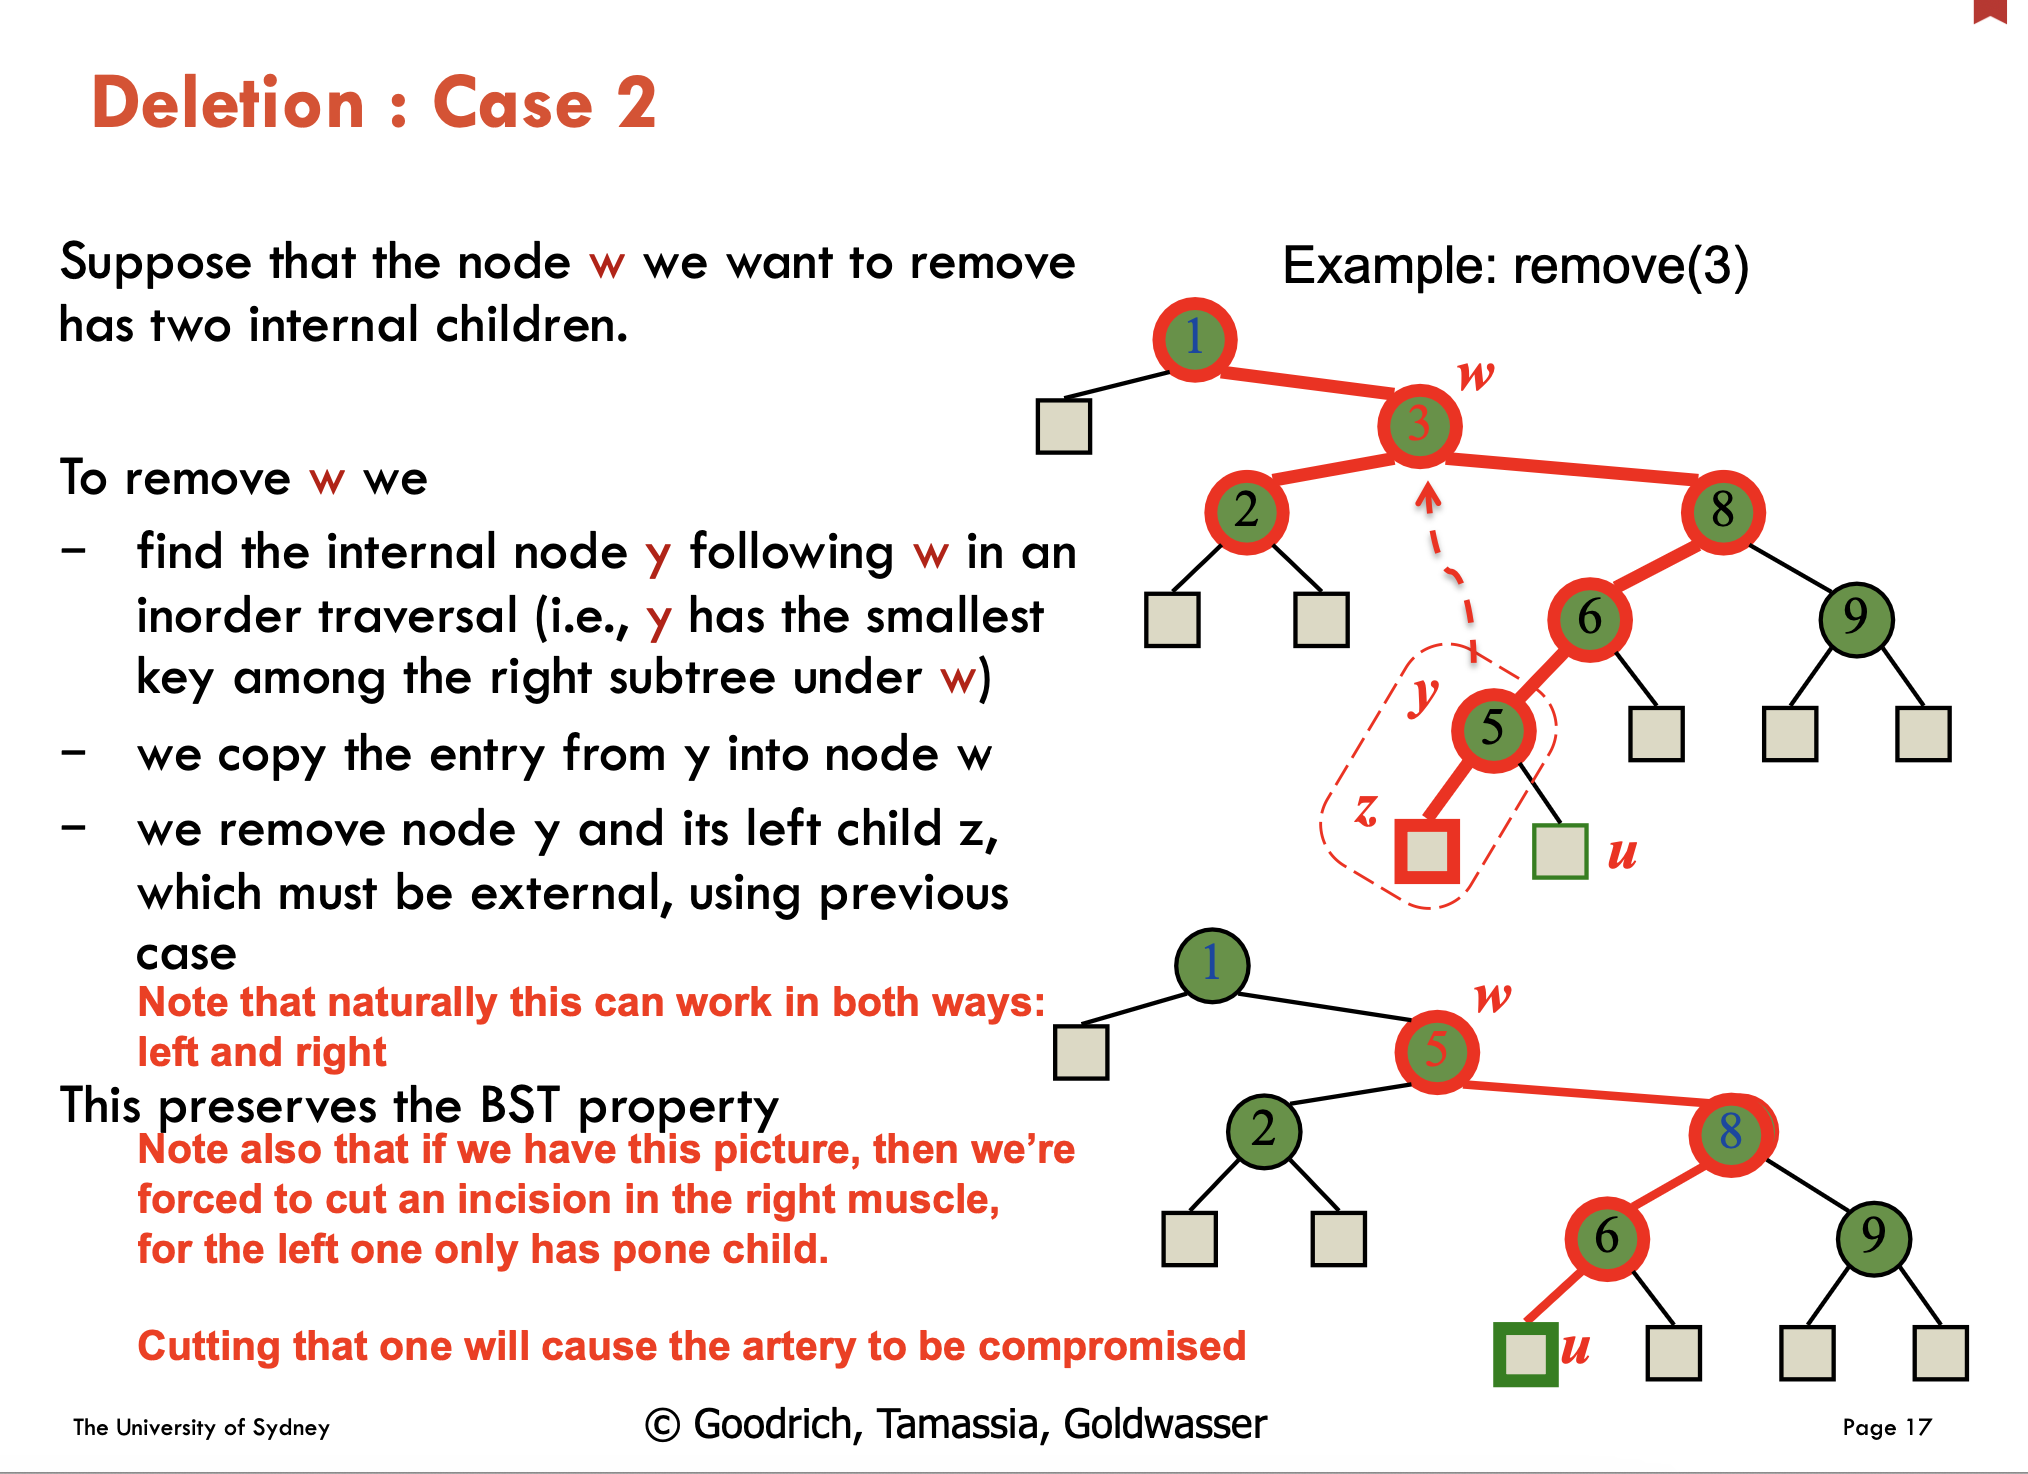 Deletion : Case 2
Suppose that the node w we want to remove
has two internal children.
To remove w we
– find the internal node y following w in an
inorder traversal (i.e., y has the smallest
key among the right subtree under w)
– we copy the entry from y into node w
– we remove node y and its left child z,
which must be external, using previous
case
Note that naturally this can work in both ways:
left and right
This preserves the BST property
Note also that if we have this picture, then we’re
forced to cut an incision in the right muscle,
for the left one only has pone child.
Cutting that one will cause the artery to be compromised
Example: remove(3)
1
w
3
2
8
6
9
y
5
z
u
1
w
5
2
8
6
9
u
The University of Sydney
© Goodrich, Tamassia, Goldwasser
Page 17